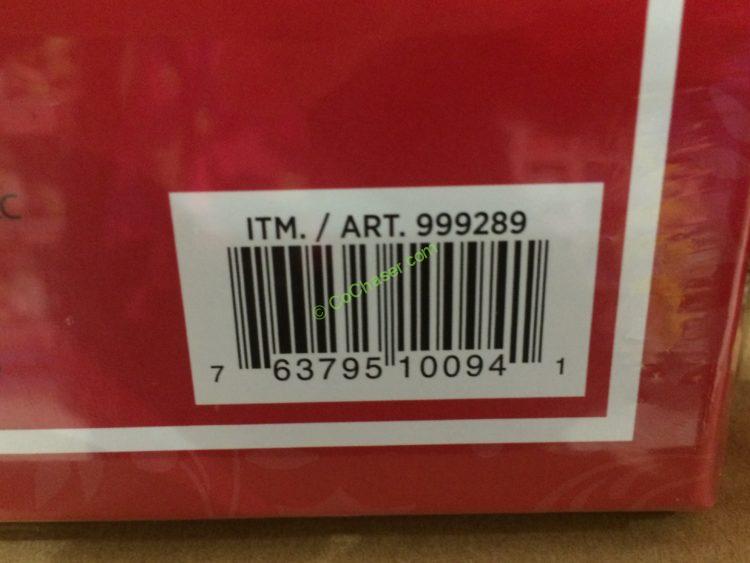 ITM. / ART. 999289
© CoChaser.com
7 63795 10094 1